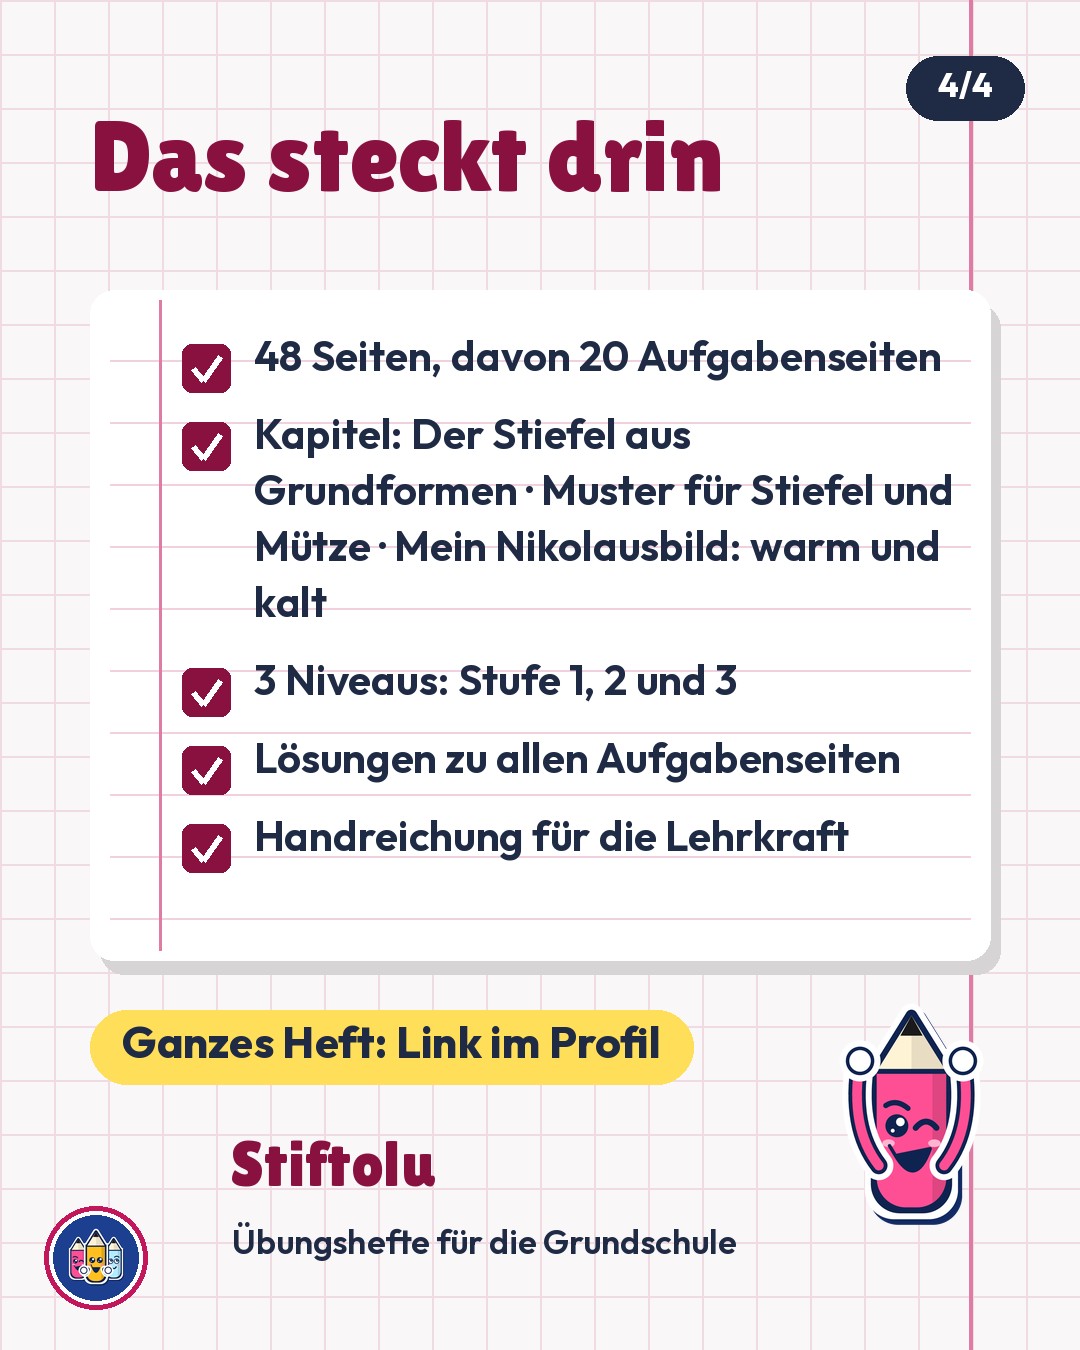 4/4
Das steckt drin
48 Seiten, davon 20 Aufgabenseiten
Kapitel: Der Stiefel aus
Grundformen · Muster für Stiefel und
Mütze · Mein Nikolausbild: warm und
kalt
3 Niveaus: Stufe 1, 2 und 3
Lösungen zu allen Aufgabenseiten
Handreichung für die Lehrkraft
Ganzes Heft: Link im Profil
Stiftolu
Übungshefte für die Grundschule